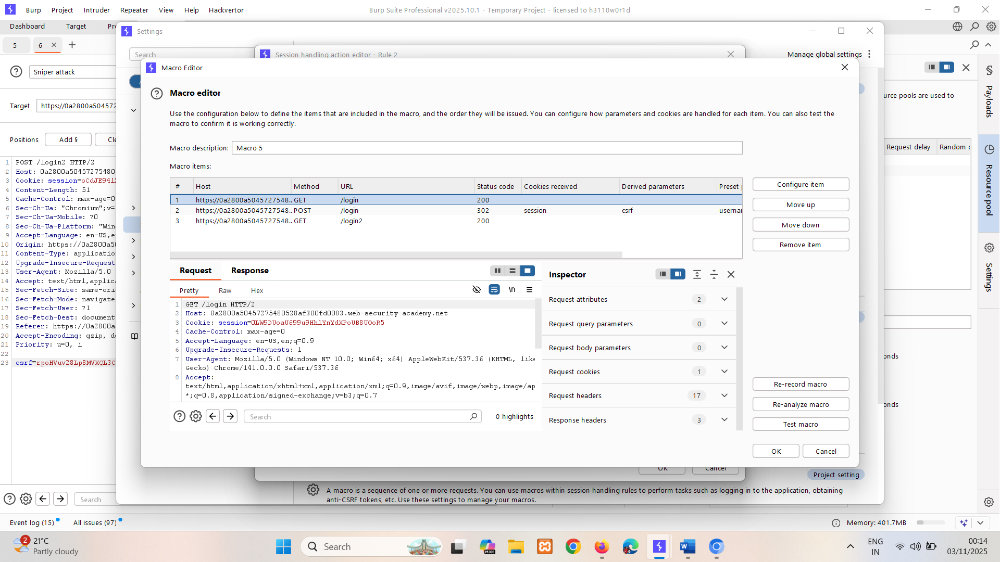 Burp Project Intruder Repeater View Help Hackvertor Burp Suite Professional v2025.10.1 - Temporary Project - licensed to h3110w0r1d
Dashboard Target
5 6
Settings
Search
Manage global settings
Session handling action editor - Rule 2
Sniper attack
Target https://0a2800a504572
Positions Add §
1 POST /login2 HTTP/2
2 Host: 0a2800a50457275480
3 Cookie: session=oCdJE94l
4 Content-Length: 51
5 Cache-Control: max-age=0
6 Sec-Ch-Ua: "Chromium";v=
7 Sec-Ch-Ua-Mobile: ?0
8 Sec-Ch-Ua-Platform: "Win
9 Accept-Language: en-US,e
10 Origin: https://0a2800a5
11 Content-Type: application
12 Upgrade-Insecure-Request
13 User-Agent: Mozilla/5.0
14 Accept: text/html,applica
15 Sec-Fetch-Site: same-ori
16 Sec-Fetch-Mode: navigate
17 Sec-Fetch-User: ?1
18 Sec-Fetch-Dest: document
19 Referer: https://0a2800a
20 Accept-Encoding: gzip, de
21 Priority: u=0, i
22
23 csrf=rpoHVuv28Lp8MVXQL3C
Search
Macro Editor
Macro editor
Use the configuration below to define the items that are included in the macro, and the order they will be issued. You can configure how parameters and cookies are handled for each item. You can also test the
macro to confirm it is working correctly.
Macro description: Macro 5
Macro items:
# Host Method URL Status code Cookies received Derived parameters Preset
1 https://0a2800a5045727548.. GET /login 200
2 https://0a2800a5045727548.. POST /login 302 session csrf usernar
3 https://0a2800a5045727548.. GET /login2 200
Configure item
Move up
Move down
Remove item
Request Response
Pretty Raw Hex \n
1 GET /login HTTP/2
2 Host: 0a2800a50457275480528af300fd0083.web-security-academy.net
3 Cookie: session=0LW9DUoaU699u9HhlYnYdXPoUB8UOoR5
4 Cache-Control: max-age=0
5 Accept-Language: en-US,en;q=0.9
6 Upgrade-Insecure-Requests: 1
7 User-Agent: Mozilla/5.0 (Windows NT 10.0; Win64; x64) AppleWebKit/537.36 (KHTML, like
Gecko) Chrome/141.0.0.0 Safari/537.36
8 Accept:
text/html,application/xhtml+xml,application/xml;q=0.9,image/avif,image/webp,image/ap
*;q=0.8,application/signed-exchange;v=b3;q=0.7
Search 0 highlights
Inspector
Request attributes 2
Request query parameters 0
Request body parameters 0
Request cookies 1
Request headers 17
Response headers 3
Re-record macro
Re-analyze macro
Test macro
OK Cancel
OK Cancel
Project setting
A macro is a sequence of one or more requests. You can use macros within session handling rules to perform tasks such as logging in to the application, obtaining
anti-CSRF tokens, etc. Use these settings to manage your macros.
urce pools are used to
Request delay Random
onds
onds
§ Payloads
Resource pool
Settings
Event log (15) All issues (97) Memory: 401.7MB
2 21°C
Partly cloudy
Search
M365
ENG
IN
00:14
03/11/2025